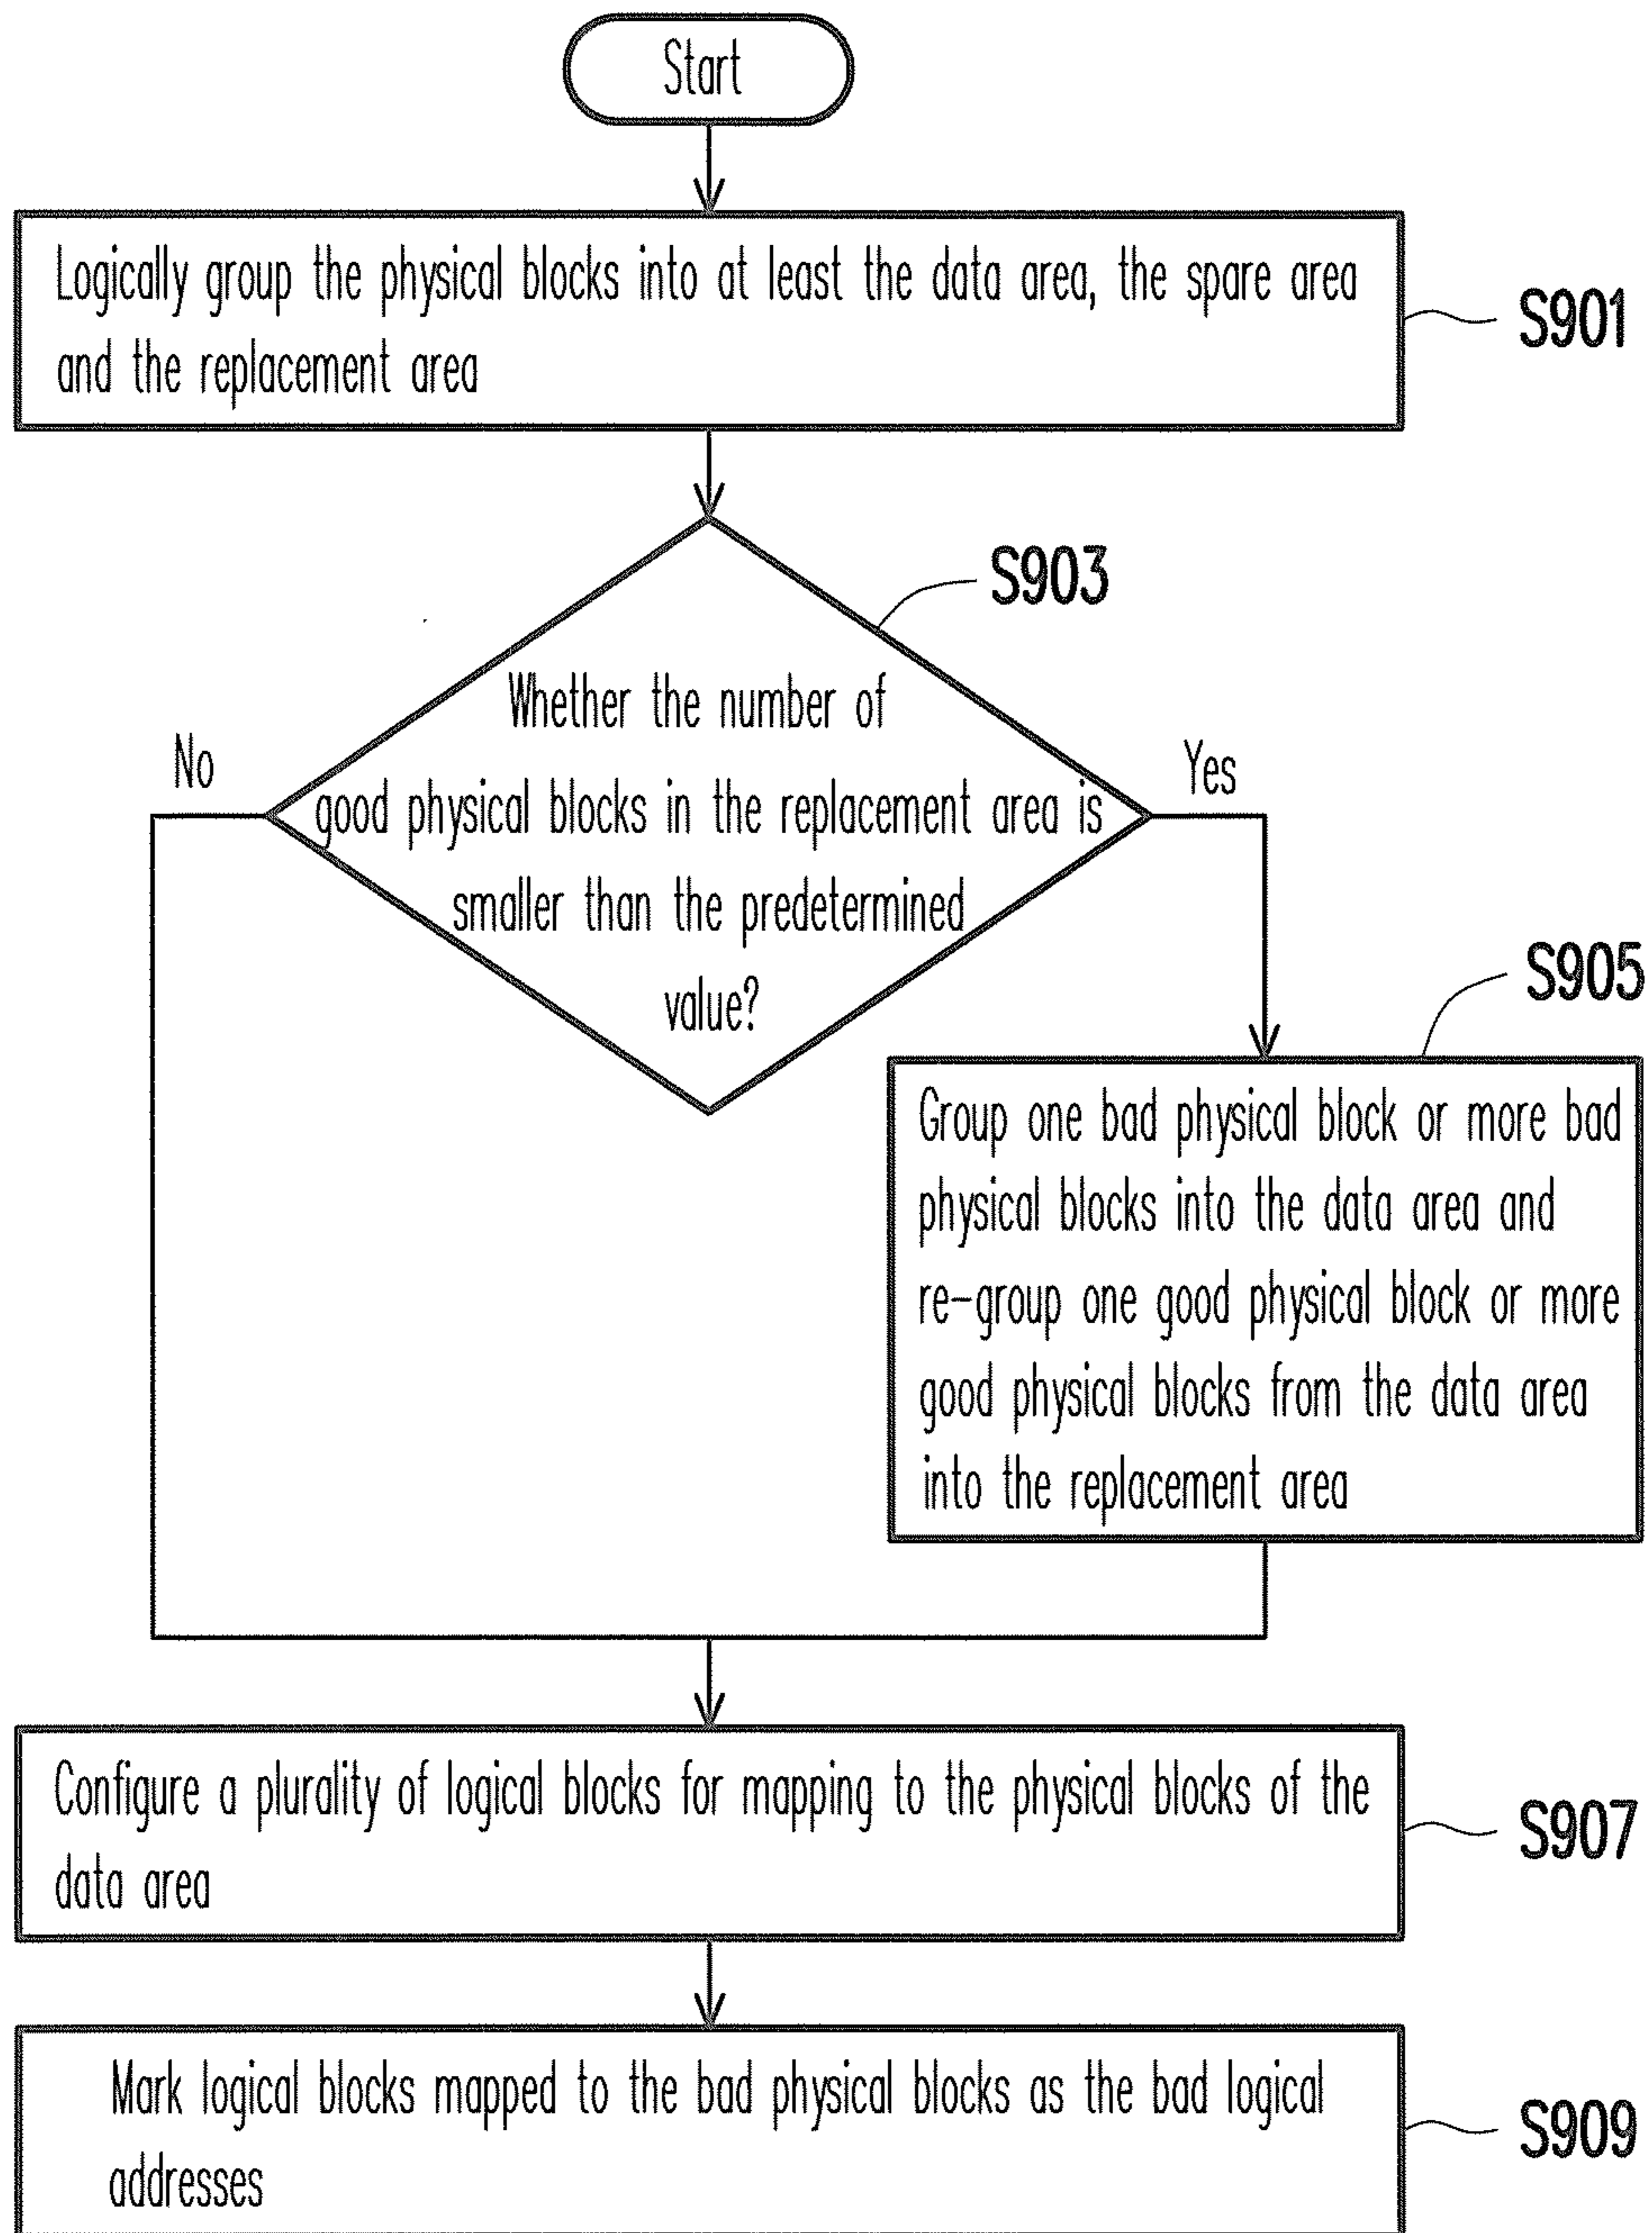 Start
Logically group the physical blocks into at least the data area, the spare area
and the replacement area
S901
S903
Whether the number of
good physical blocks in the replacement area is
smaller than the predetermined
value?
No
Yes
S905
Group one bad physical block or more bad
physical blocks into the data area and
re-group one good physical block or more
good physical blocks from the data area
into the replacement area
Configure a plurality of logical blocks for mapping to the physical blocks of the
data area
S907
Mark logical blocks mapped to the bad physical blocks as the bad logical
addresses
S909